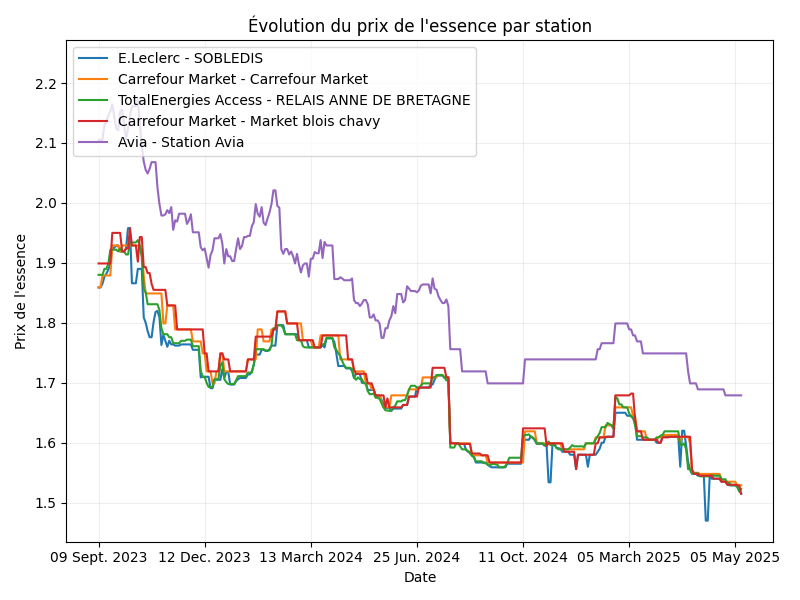 Évolution du prix de l'essence par station
E.Leclerc - SOBLEDIS
Carrefour Market - Carrefour Market
TotalEnergies Access - RELAIS ANNE DE BRETAGNE
Carrefour Market - Market blois chavy
Avia - Station Avia
2.2
2.1
2.0
1.9
1.8
1.7
1.6
1.5
Prix de l'essence
09 Sept. 2023 12 Dec. 2023 13 March 2024 25 Jun. 2024 11 Oct. 2024 05 March 2025 05 May 2025
Date